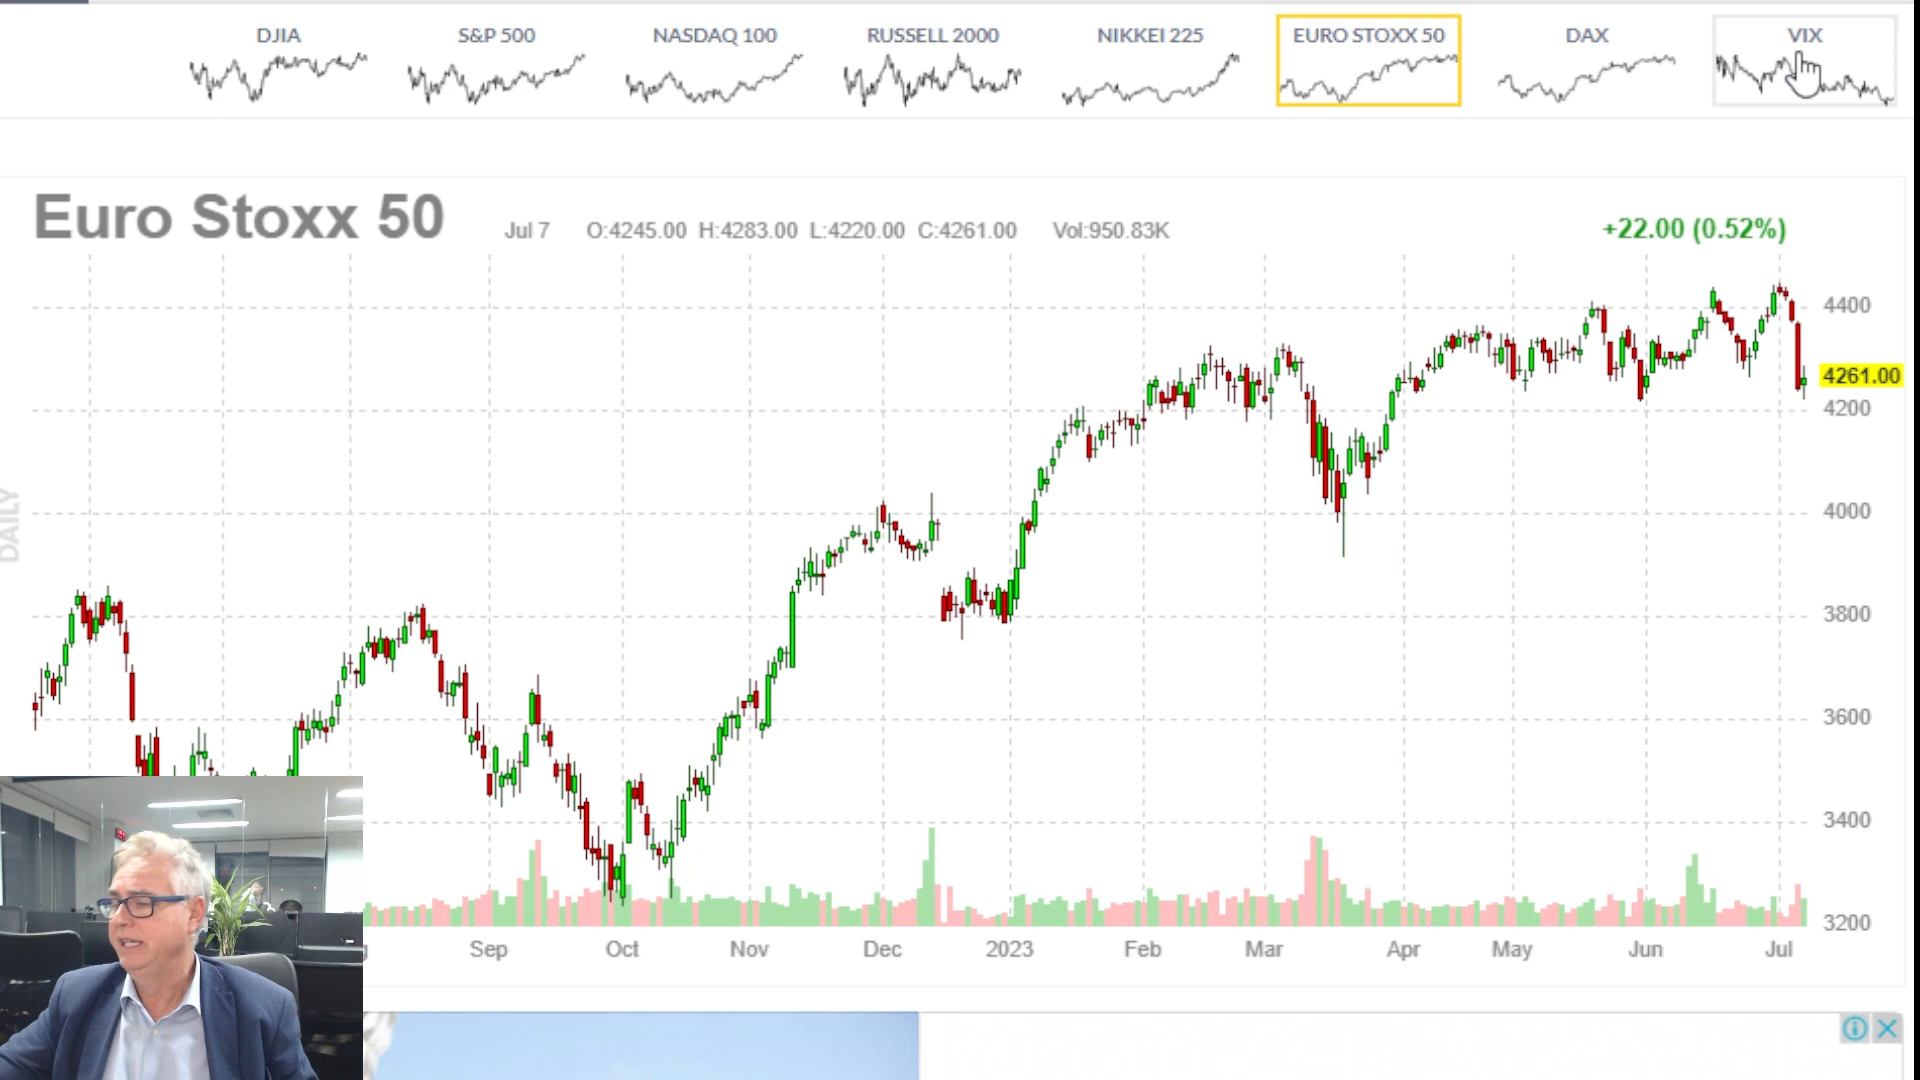 DJIA
S&P 500
NASDAQ 100
RUSSELL 2000
NIKKEI 225
EURO STOXX 50
DAX
VIX
Euro Stoxx 50
Jul 7 O:4245.00 H:4283.00 L:4220.00 C:4261.00 Vol:950.83K
+22.00 (0.52%)
4400
4261.00
4200
4000
3800
3600
3400
3200
DAILY
Sep Oct Nov Dec 2023 Feb Mar Apr May Jun Jul